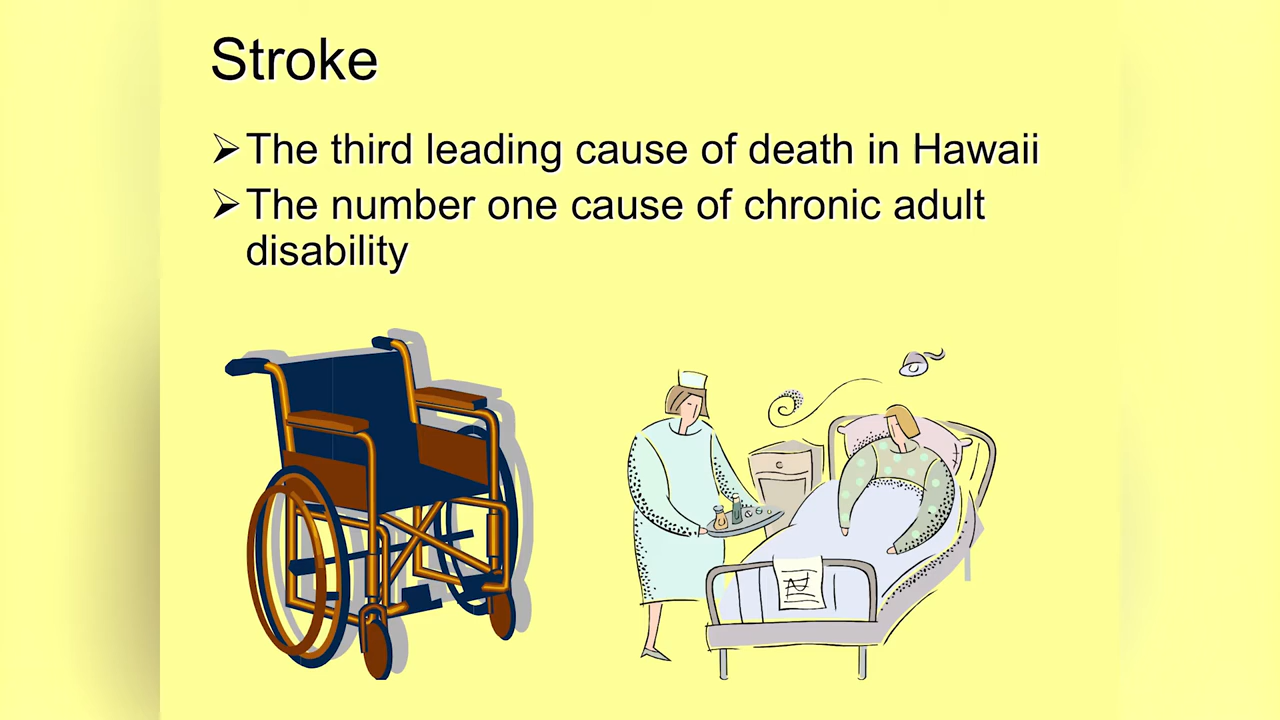 Stroke
➢The third leading cause of death in Hawaii
➢The number one cause of chronic adult
disability